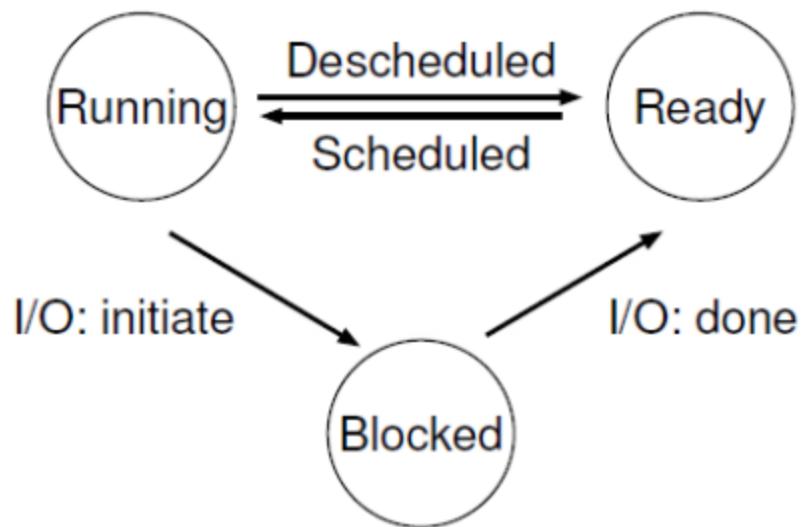 Descheduled
Running
Ready
Scheduled
I/O: initiate
I/O: done
Blocked